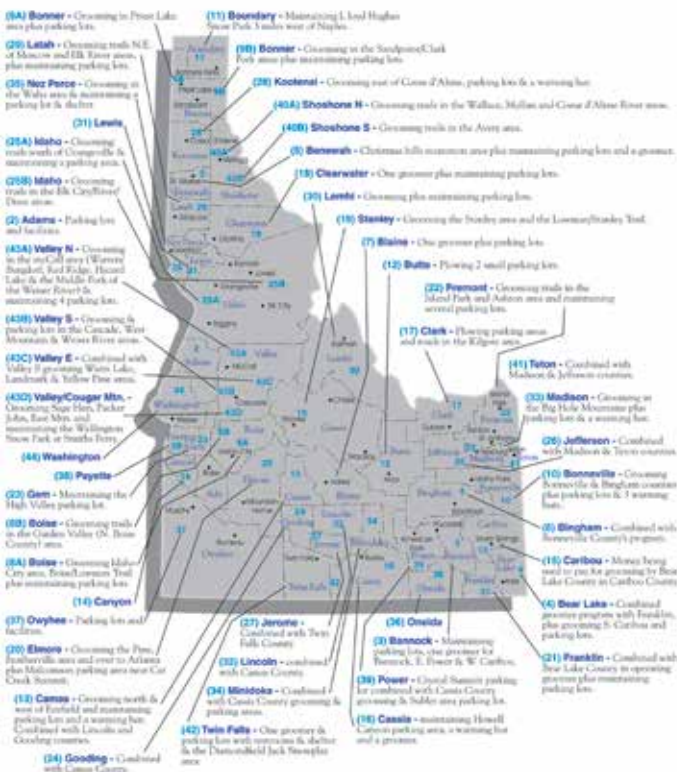 (9A) Bonner - Grooming in Priest Lake
area plus parking lots.
(29) Latah - Grooming trails N.E.
of Moscow and Elk River areas,
plus maintaining parking lots.
(35) Nez Perce - Grooming in
the Waha area & maintaining a
parking lot & shelter.
(31) Lewis
(25A) Idaho - Grooming
trails south of Grangeville &
maintaining a parking area.
(25B) Idaho - Grooming
trails in the Elk City/River/
Dixie areas.
(2) Adams - Parking lots
and facilities.
(43A) Valley N - Grooming
in the McCall area (Warren/
Burgdorf, Red Ridge, Hazard
Lake & the Middle Fork of
the Weiser River) &
maintaining 4 parking lots.
(43B) Valley S - Grooming &
parking lots in the Cascade, West
Mountain & Weiser River areas.
(43C) Valley E - Combined with
Valley S grooming Warm Lake,
Landmark & Yellow Pine areas.
(43D) Valley/Cougar Mtn. -
Grooming Sage Hen, Packer
John, East Mtn. and
maintaining the Wellington
Snow Park at Smiths Ferry.
(44) Washington
(38) Payette
(23) Gem - Maintaining the
High Valley parking lot.
(8B) Boise - Grooming trails
in the Garden Valley (N. Boise
County) area.
(8A) Boise - Grooming Idaho
City area, Boise/Lowman Trail
plus maintaining parking lots.
(14) Canyon
(37) Owyhee - Parking lots and
facilities.
(20) Elmore - Grooming the Pine,
Featherville area and over to Atlanta
plus maintaining parking area near Cat
Creek Summit.
(13) Camas - Grooming north &
west of Fairfield and maintaining
parking lots and a warming hut.
Combined with Lincoln and
Gooding counties.
(24) Gooding - Combined
with Camas County.
(11) Boundary - Maintaining Lloyd Hughes
Snow Park 3 miles west of Naples.
(9B) Bonner - Grooming in the Sandpoint/Clark
Fork areas plus maintaining parking lots.
(28) Kootenai - Grooming east of Coeur d'Alene, parking lots & a warming hut.
(40A) Shoshone N - Grooming trails in the Wallace, Mullan and Coeur d'Alene River areas.
(40B) Shoshone S - Grooming trails in the Avery area.
(5) Benewah - Christmas hills recreation area plus maintaining parking lots and a groomer.
(18) Clearwater - One groomer plus maintaining parking lots.
(30) Lemhi - Grooming plus maintaining parking lots.
(19) Stanley - Grooming the Stanley area and the Lowman/Stanley Trail.
(7) Blaine - One groomer plus parking lots.
(12) Butte - Plowing 2 small parking lots.
(22) Fremont - Grooming trails in the
Island Park and Ashton areas and maintaining
several parking lots.
(17) Clark - Plowing parking areas
and roads in the Kilgore area.
(41) Teton - Combined with
Madison & Jefferson counties.
(33) Madison - Grooming in
the Big Hole Mountains plus
parking lots & a warming hut.
(26) Jefferson - Combined
with Madison & Teton counties.
(10) Bonneville - Grooming
Bonneville & Bingham counties
plus parking lots & 3 warming
huts.
(6) Bingham - Combined with
Bonneville County's program.
(15) Caribou - Money being
used to pay for grooming by Bear
Lake County in Caribou County.
(4) Bear Lake - Combined
groomer program with Franklin,
plus grooming S. Caribou and
parking lots.
(21) Franklin - Combined with
Bear Lake County in operating
groomer plus maintaining
parking lots.
(36) Oneida
(3) Bannock - Maintaining
parking lots, one groomer for
Bannock, E. Power & W. Caribou.
(39) Power - Crystal Summit parking
lot combined with Cassia County
grooming & Sublet area parking lot.
(16) Cassia - maintaining Howell
Canyon parking area, a warming hut
and a groomer.
(27) Jerome -
Combined with Twin
Falls County
(32) Lincoln - combined
with Camas County.
(34) Minidoka - Combined
with Cassia County grooming &
parking areas.
(42) Twin Falls - One groomer &
parking lots with restrooms & shelter
& the Diamondfield Jack Snowplay
area